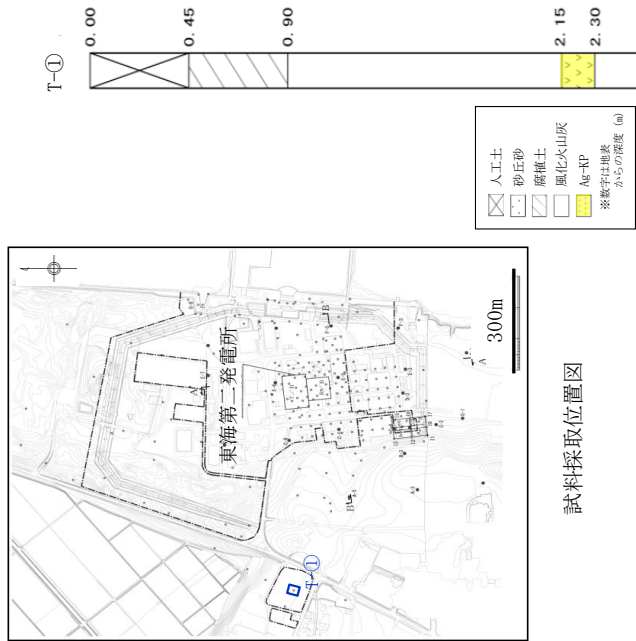 T-①
0.00
0.45
0.90
2.15
2.30
人工土
砂丘砂
腐植土
風化火山灰
Ag-KP
※数字は地表
からの深度 (m)
東海第二発電所
T-①
A
A
B
B
300m
試料採取位置図